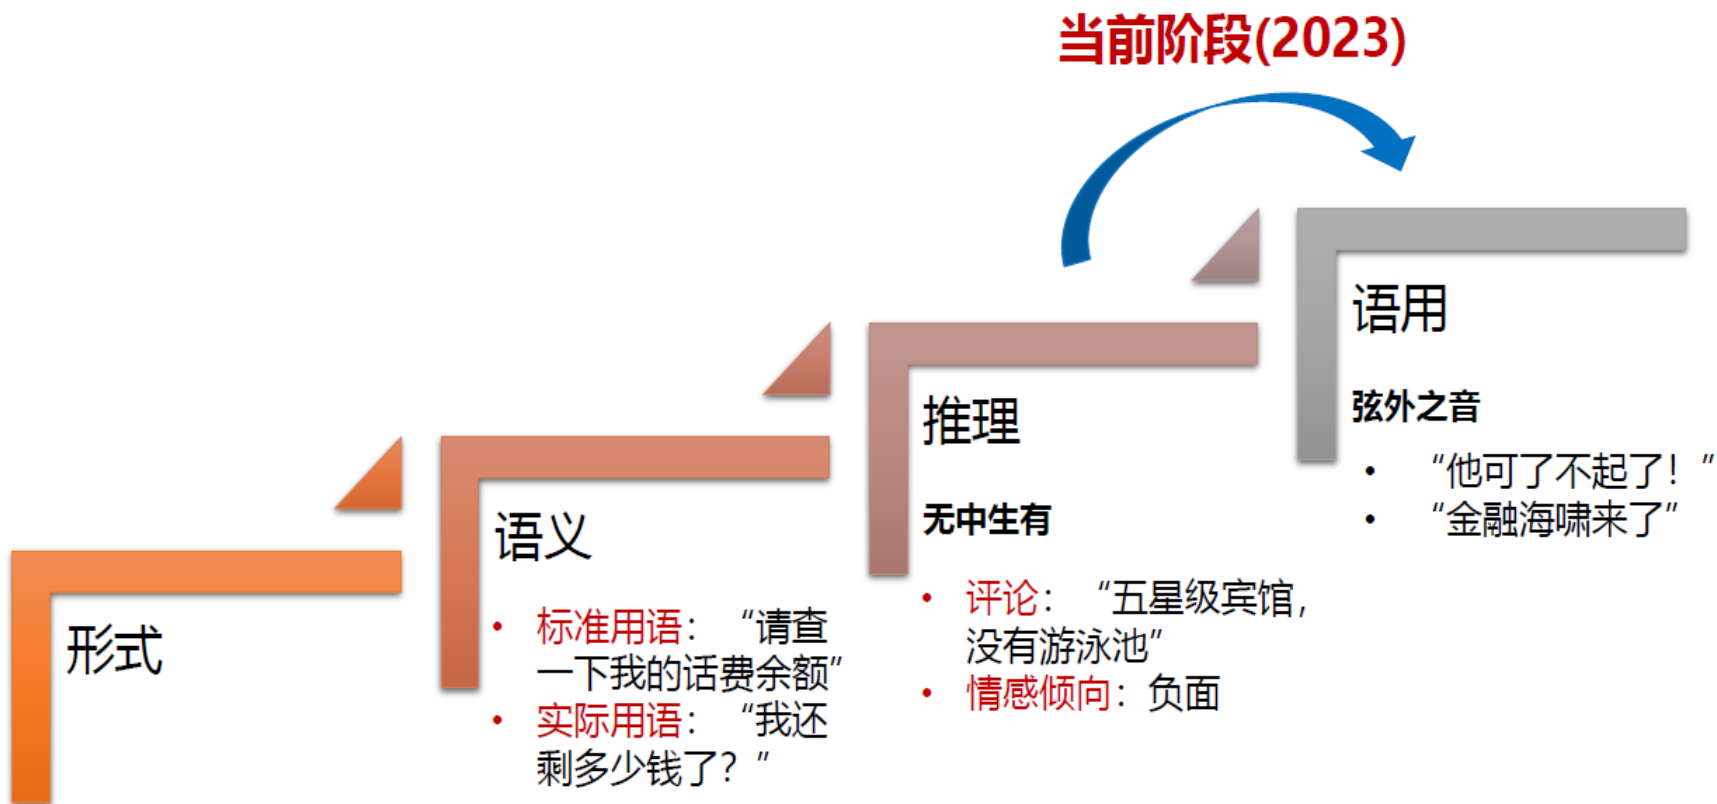 当前阶段(2023)
形式
语义
• 标准用语：“请查
一下我的话费余额”
• 实际用语：“我还
剩多少钱了？”
推理
无中生有
• 评论：“五星级宾馆，
没有游泳池”
• 情感倾向：负面
语用
弦外之音
• “他可了不起了！”
• “金融海啸来了”